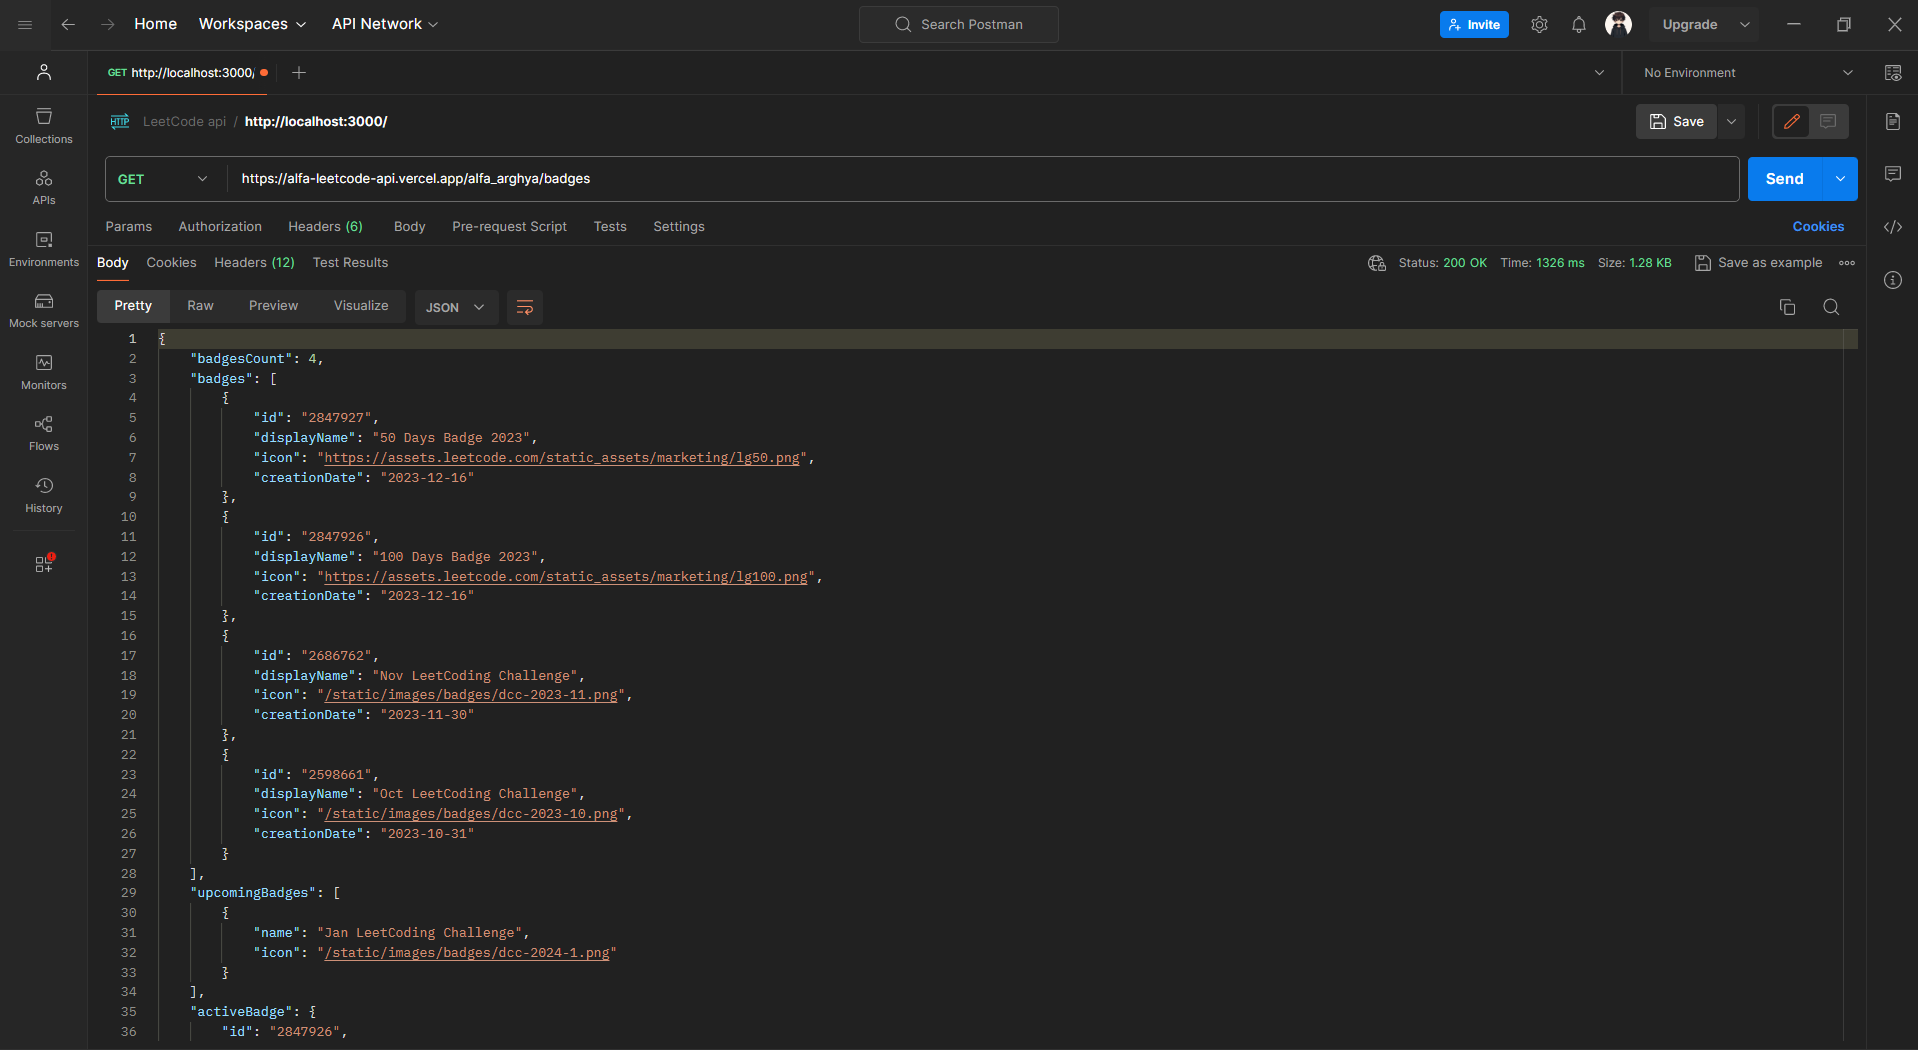 Home Workspaces API Network Search Postman Invite Upgrade
GET http://localhost:3000/ No Environment
HTTP LeetCode api / http://localhost:3000/ Save
GET https://alfa-leetcode-api.vercel.app/alfa_arghya/badges Send
Params Authorization Headers (6) Body Pre-request Script Tests Settings Cookies
Body Cookies Headers (12) Test Results Status: 200 OK Time: 1326 ms Size: 1.28 KB Save as example
Pretty Raw Preview Visualize JSON
Collections
APIs
Environments
Mock servers
Monitors
Flows
History
1 {
2 "badgesCount": 4,
3 "badges": [
4 {
5 "id": "2847927",
6 "displayName": "50 Days Badge 2023",
7 "icon": "https://assets.leetcode.com/static_assets/marketing/lg50.png",
8 "creationDate": "2023-12-16"
9 },
10 {
11 "id": "2847926",
12 "displayName": "100 Days Badge 2023",
13 "icon": "https://assets.leetcode.com/static_assets/marketing/lg100.png",
14 "creationDate": "2023-12-16"
15 },
16 {
17 "id": "2686762",
18 "displayName": "Nov LeetCoding Challenge",
19 "icon": "/static/images/badges/dcc-2023-11.png",
20 "creationDate": "2023-11-30"
21 },
22 {
23 "id": "2598661",
24 "displayName": "Oct LeetCoding Challenge",
25 "icon": "/static/images/badges/dcc-2023-10.png",
26 "creationDate": "2023-10-31"
27 }
28 ],
29 "upcomingBadges": [
30 {
31 "name": "Jan LeetCoding Challenge",
32 "icon": "/static/images/badges/dcc-2024-1.png"
33 }
34 ],
35 "activeBadge": {
36 "id": "2847926",